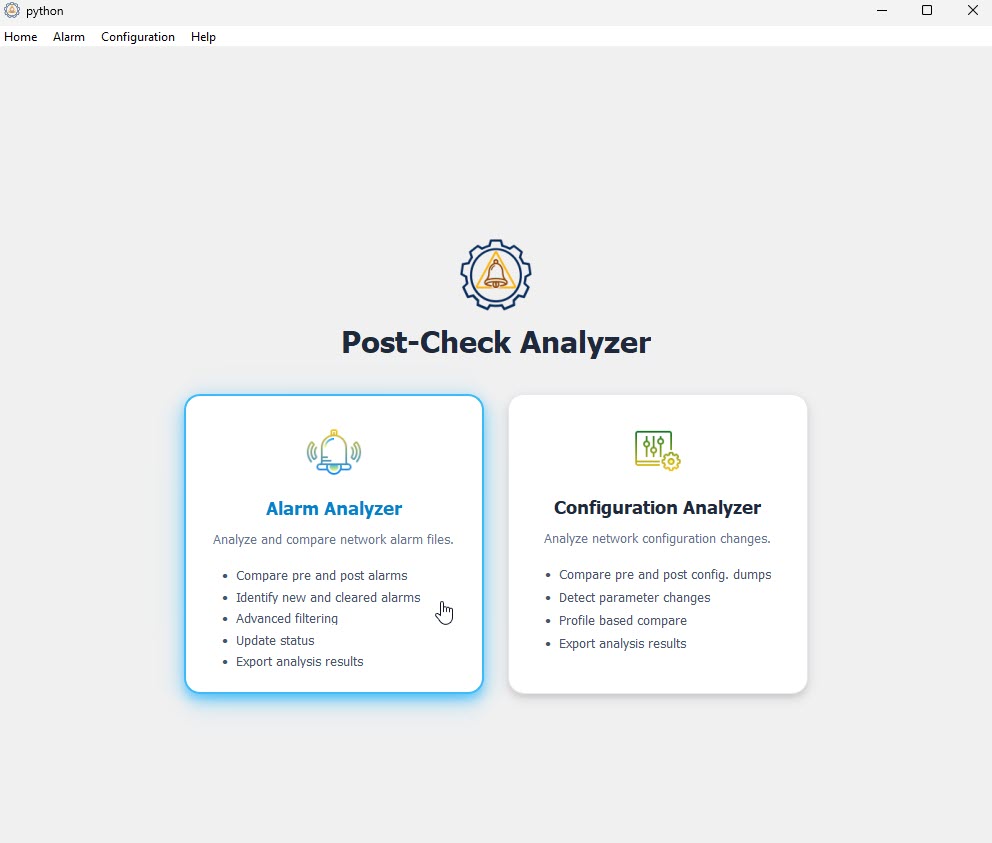 python
Home Alarm Configuration Help
Post-Check Analyzer
Alarm Analyzer
Analyze and compare network alarm files.
• Compare pre and post alarms
• Identify new and cleared alarms
• Advanced filtering
• Update status
• Export analysis results
Configuration Analyzer
Analyze network configuration changes.
• Compare pre and post config. dumps
• Detect parameter changes
• Profile based compare
• Export analysis results